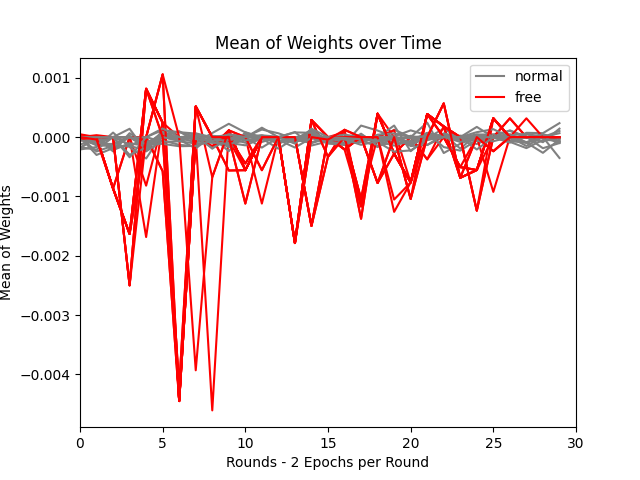 Mean of Weights over Time
normal
free
0.001
0.000
−0.001
−0.002
−0.003
−0.004
Mean of Weights
0 5 10 15 20 25 30
Rounds - 2 Epochs per Round